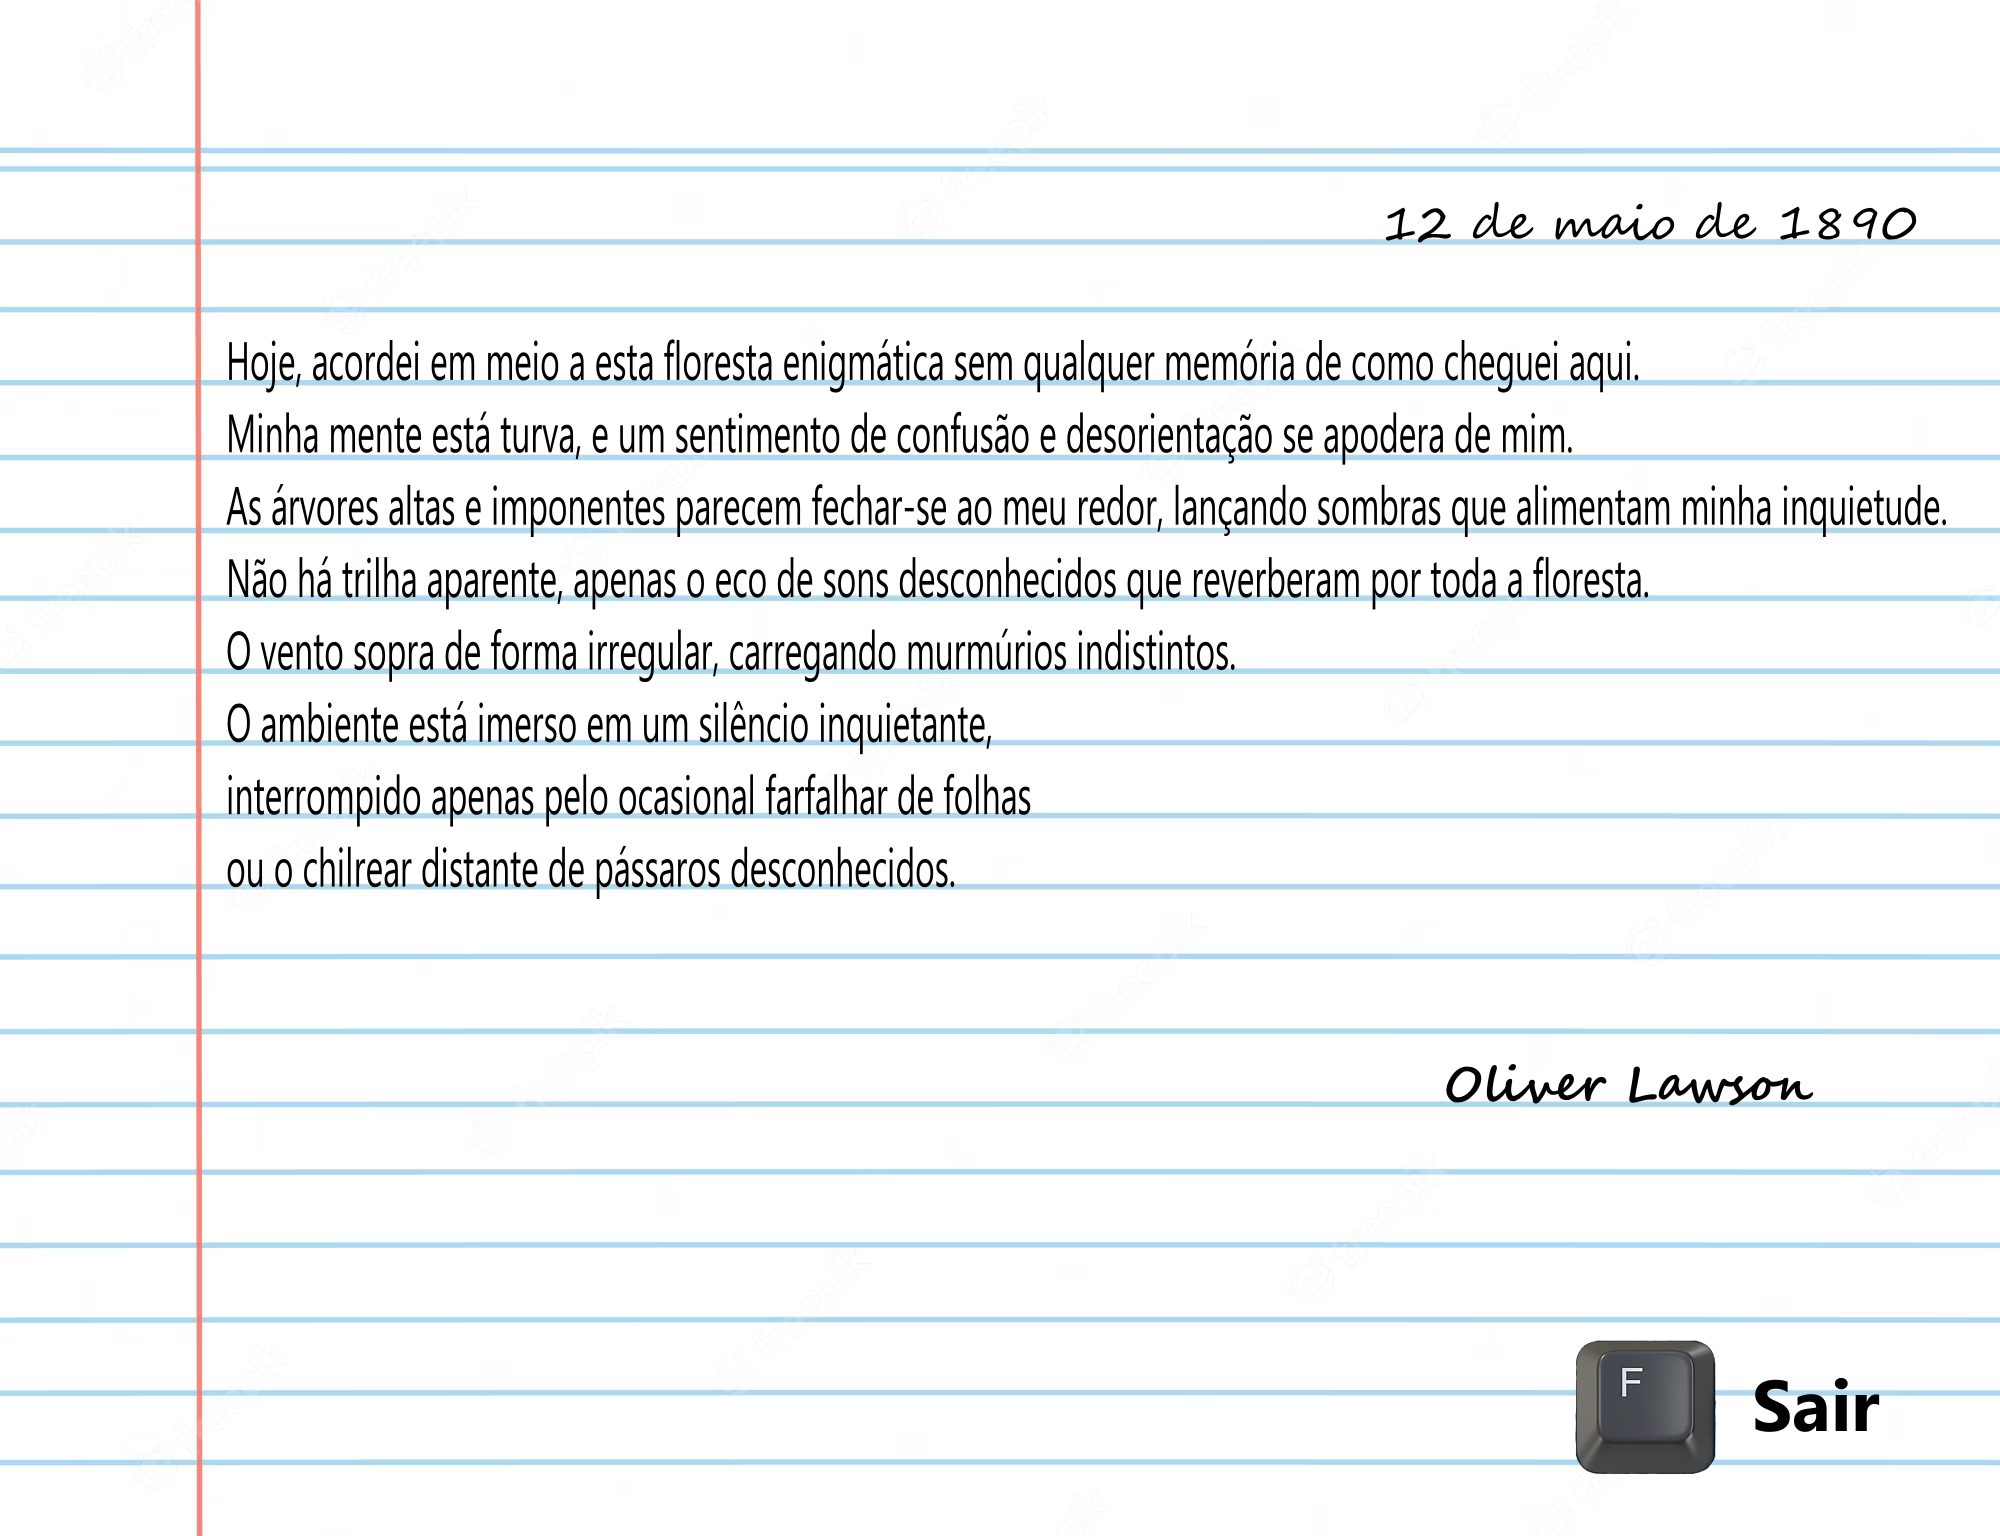 12 de maio de 1890
Hoje, acordei em meio a esta floresta enigmática sem qualquer memória de como cheguei aqui.
Minha mente está turva, e um sentimento de confusão e desorientação se apodera de mim.
As árvores altas e imponentes parecem fechar-se ao meu redor, lançando sombras que alimentam minha inquietude.
Não há trilha aparente, apenas o eco de sons desconhecidos que reverberam por toda a floresta.
O vento sopra de forma irregular, carregando murmúrios indistintos.
O ambiente está imerso em um silêncio inquietante,
interrompido apenas pelo ocasional farfalhar de folhas
ou o chilrear distante de pássaros desconhecidos.
Oliver Lawson
F Sair